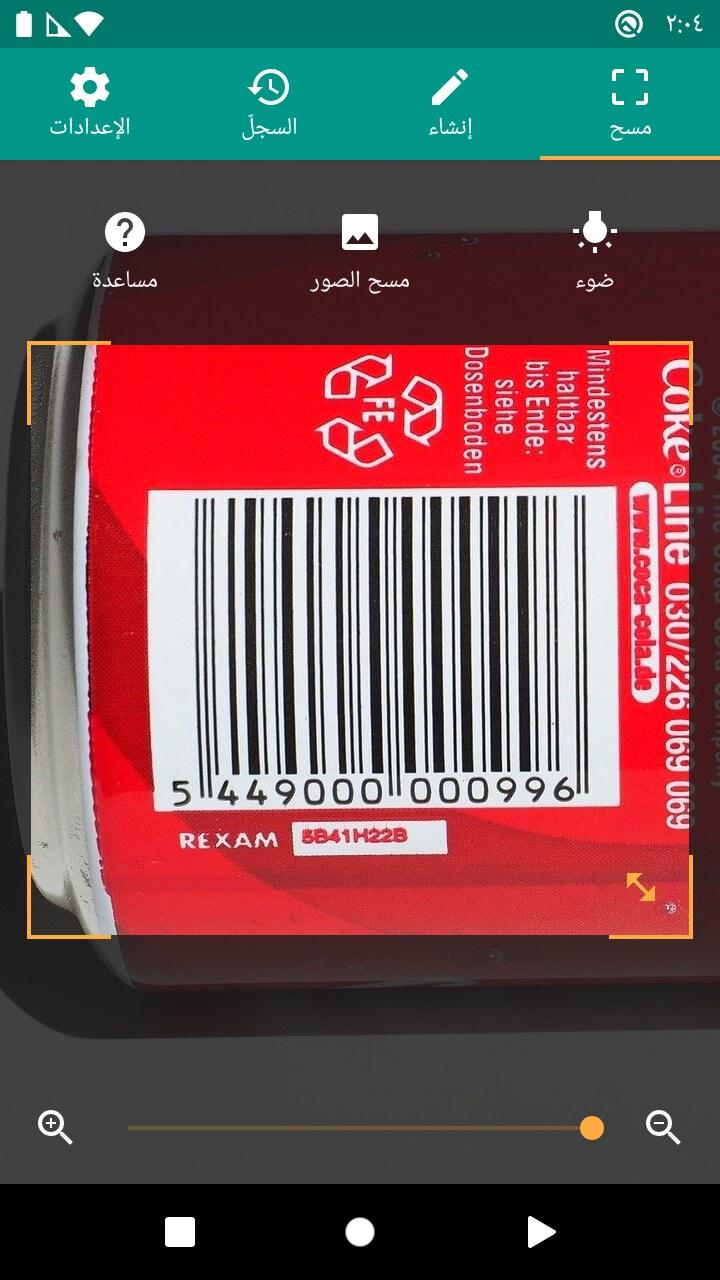 ٢:٠٤
مسح
إنشاء
السجلّ
الإعدادات
ضوء
مسح الصور
مساعدة
FE
Mindestens
haltbar
bis Ende:
siehe
Dosenboden
Coke® Line 030/226 069 069
www.coca-cola.de
5 449000 000996
REXAM 5B41H22B